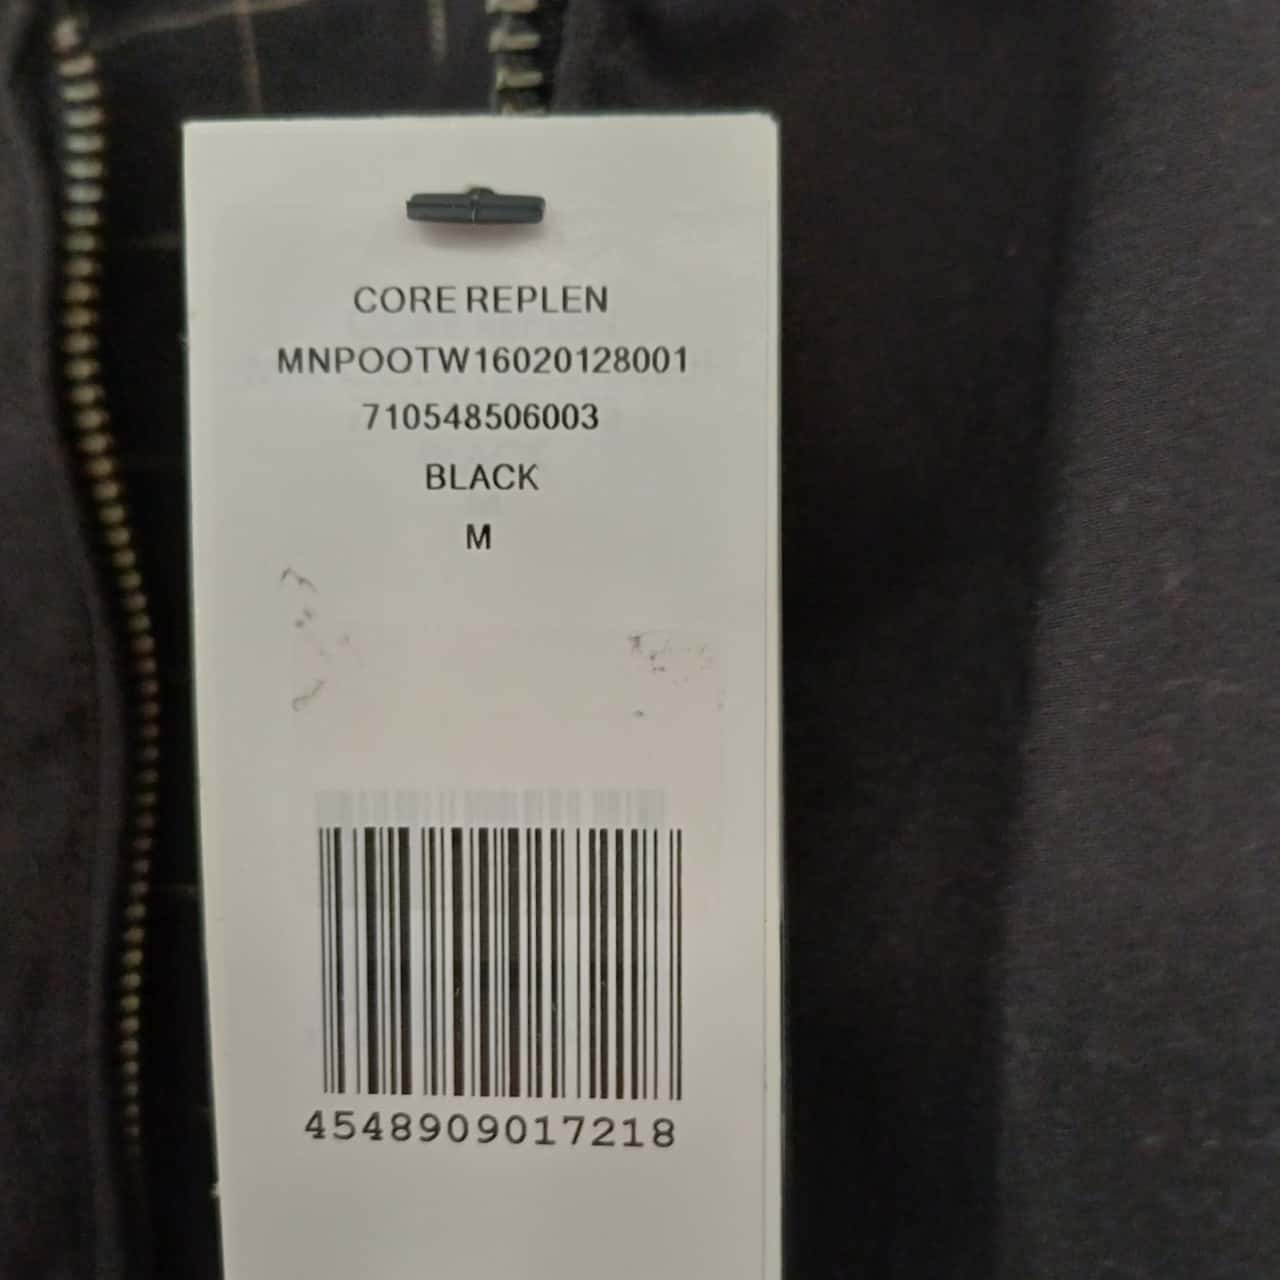 CORE REPLEN
MNPOOTW16020128001
710548506003
BLACK
M
4548909017218